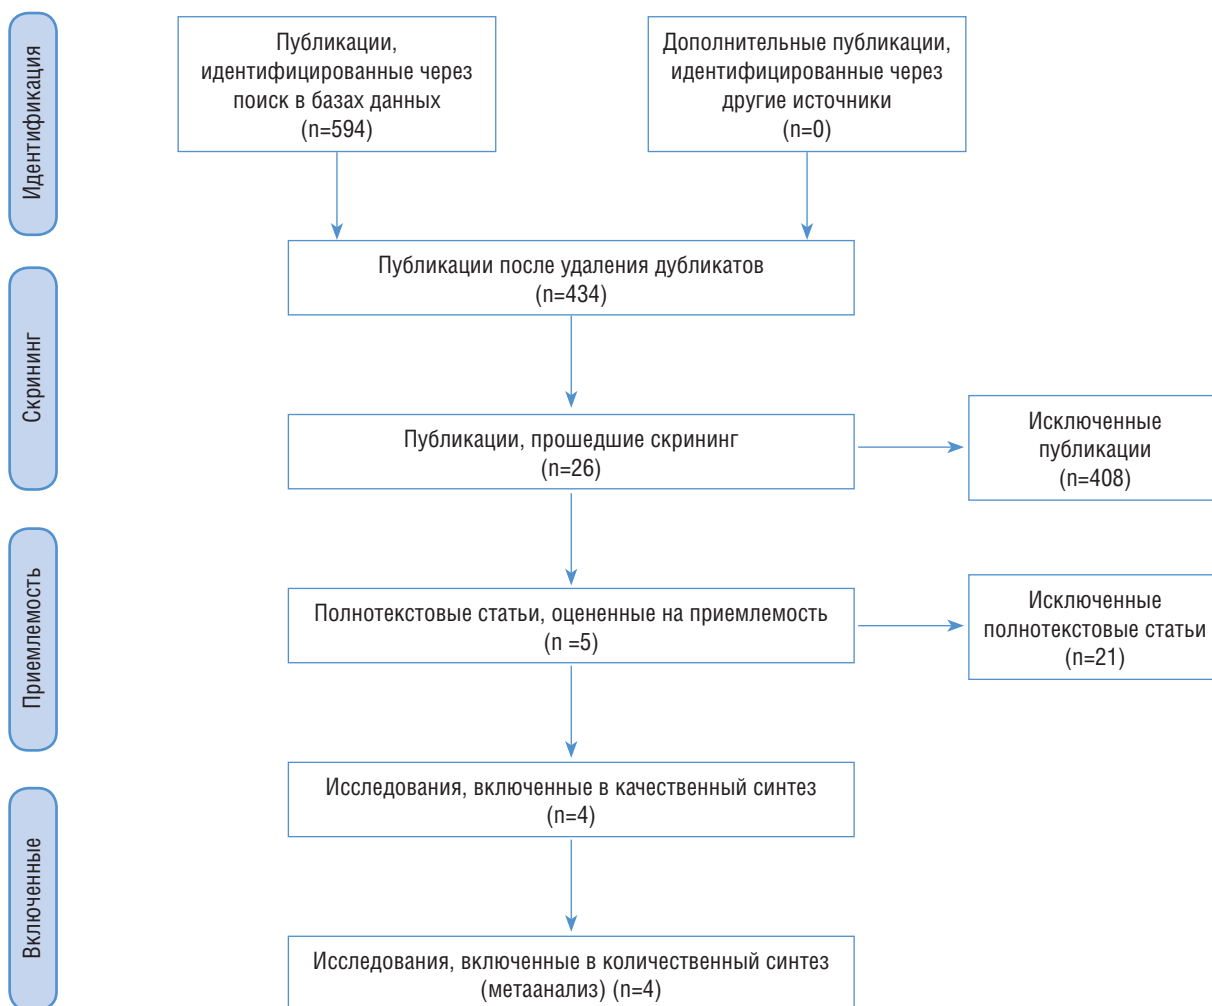 Идентификация
Публикации,
идентифицированные через
поиск в базах данных
(n=594)
Дополнительные публикации,
идентифицированные через
другие источники
(n=0)
Публикации после удаления дубликатов
(n=434)
Скрининг
Публикации, прошедшие скрининг
(n=26)
Исключенные
публикации
(n=408)
Приемлемость
Полнотекстовые статьи, оцененные на приемлемость
(n =5)
Исключенные
полнотекстовые статьи
(n=21)
Включенные
Исследования, включенные в качественный синтез
(n=4)
Исследования, включенные в количественный синтез
(метаанализ) (n=4)